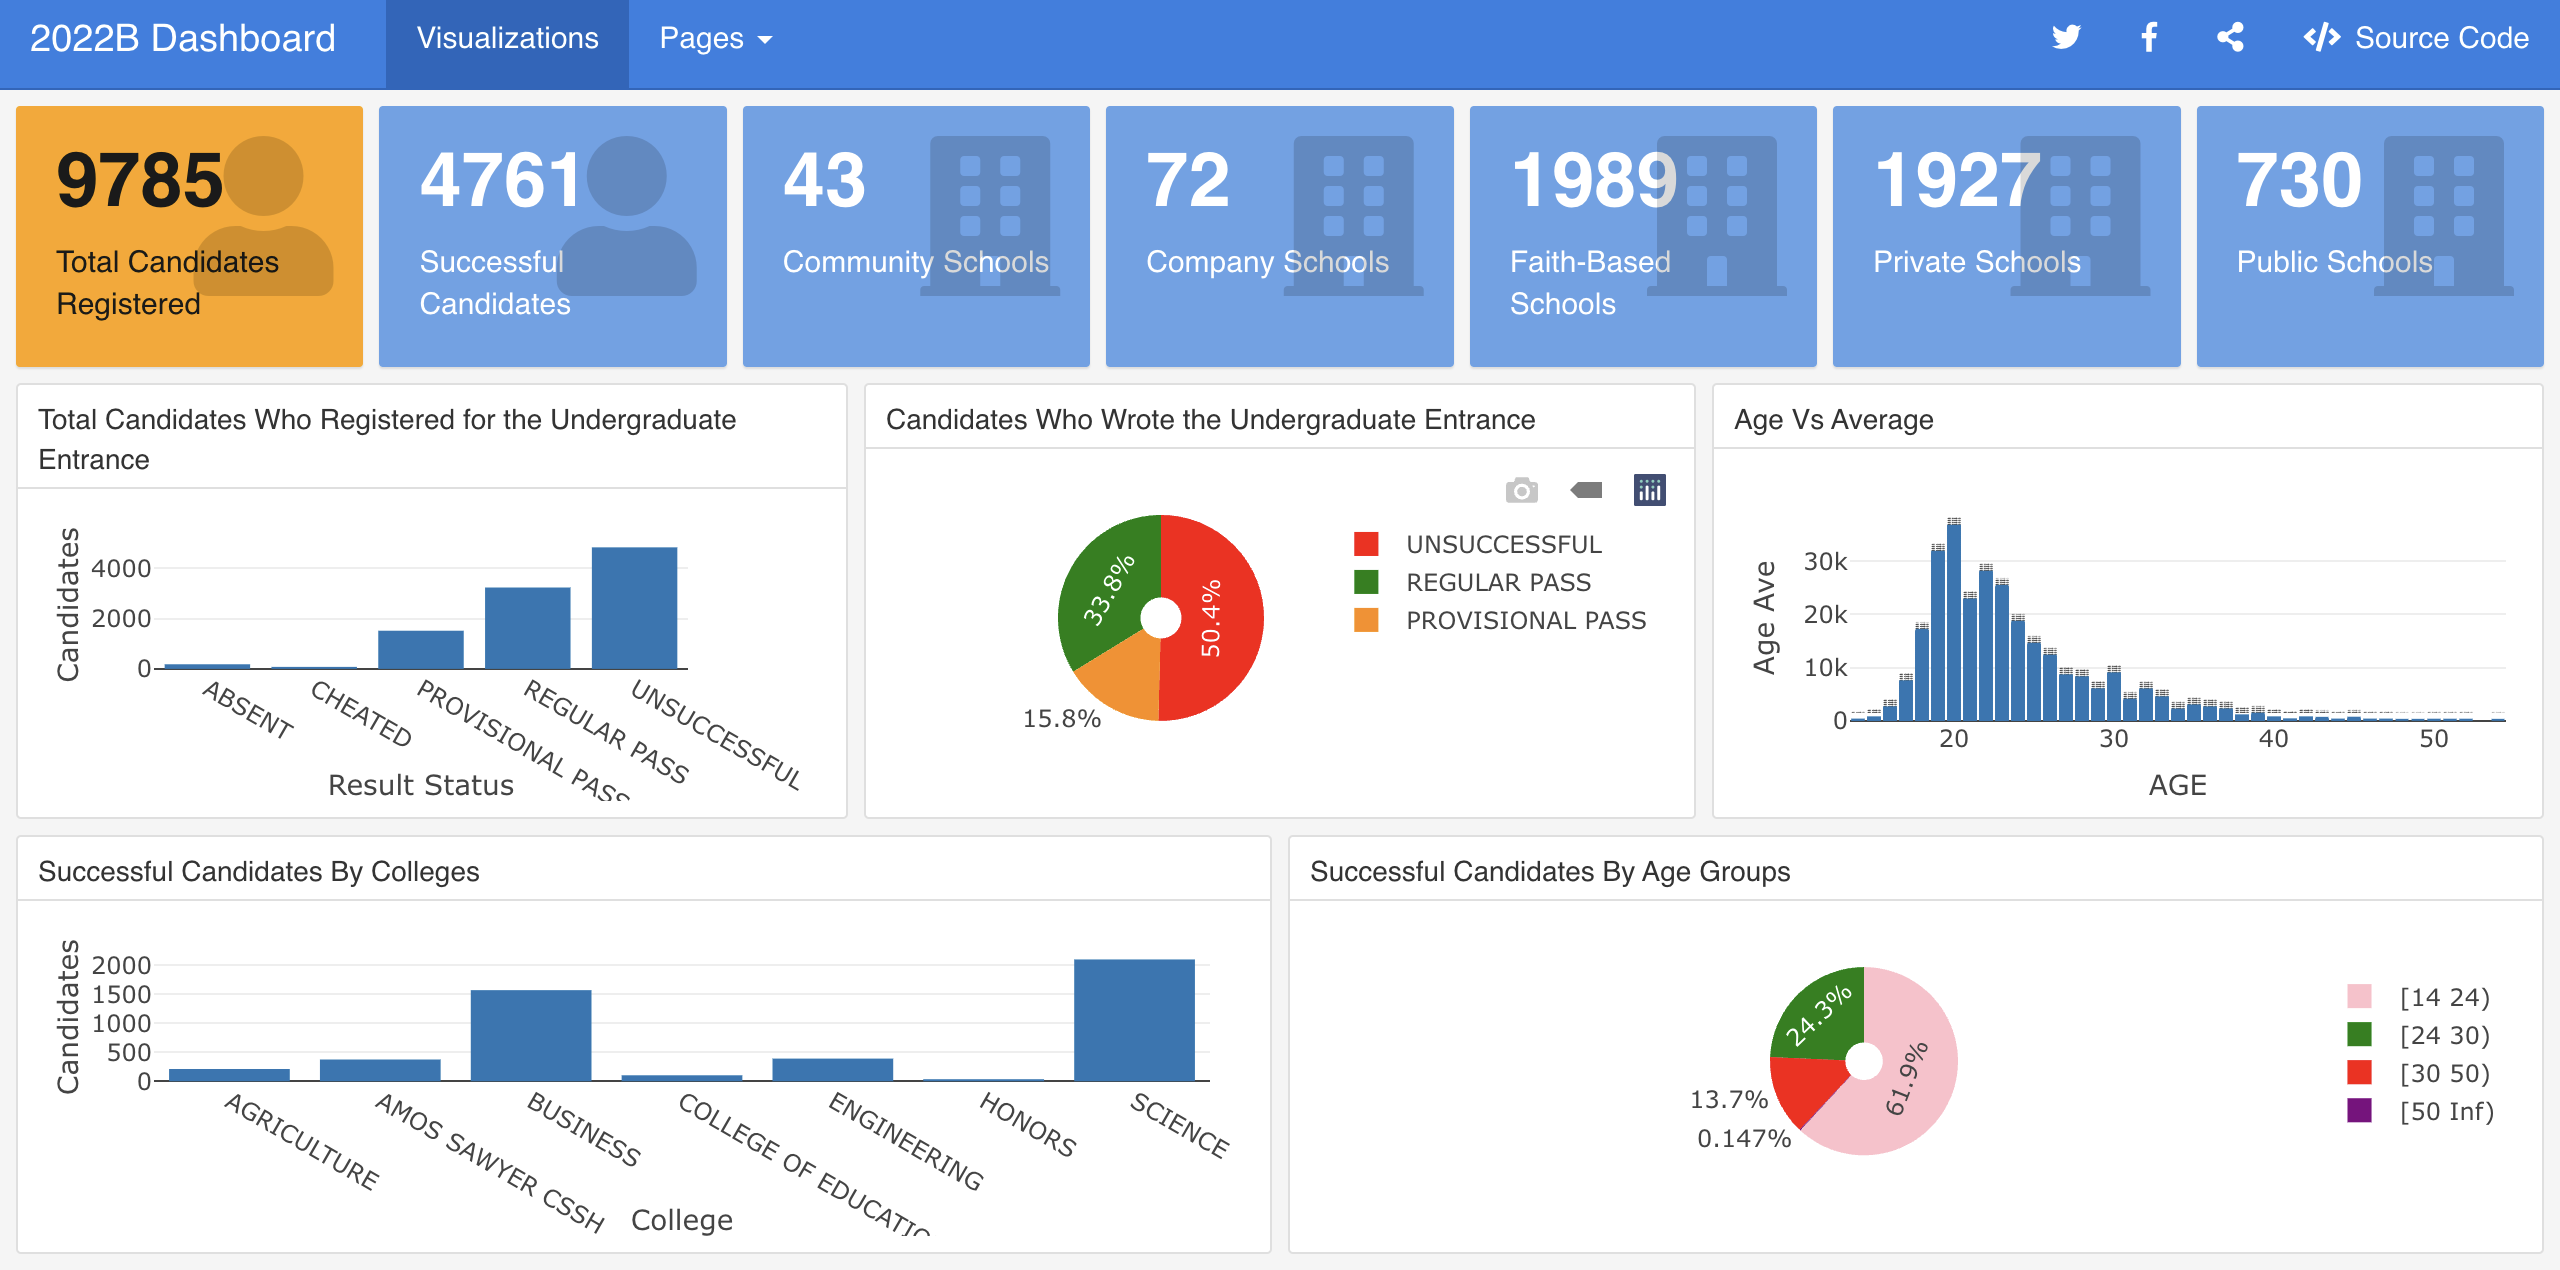 2022B Dashboard
Visualizations
Pages
Source Code
9785
Total Candidates
Registered
4761
Successful
Candidates
43
Community Schools
72
Company Schools
1989
Faith-Based
Schools
1927
Private Schools
730
Public Schools
Total Candidates Who Registered for the Undergraduate
Entrance
Candidates
4000
2000
0
ABSENT
CHEATED
PROVISIONAL PASS
REGULAR PASS
UNSUCCESSFUL
Result Status
Candidates Who Wrote the Undergraduate Entrance
33.8%
50.4%
15.8%
UNSUCCESSFUL
REGULAR PASS
PROVISIONAL PASS
Age Vs Average
Age Ave
30k
20k
10k
0
20
30
40
50
AGE
Successful Candidates By Colleges
Candidates
2000
1500
1000
500
0
AGRICULTURE
AMOS SAWYER CSSH
BUSINESS
COLLEGE OF EDUCATIO
ENGINEERING
HONORS
SCIENCE
College
Successful Candidates By Age Groups
24.3%
61.9%
13.7%
0.147%
[14 24)
[24 30)
[30 50)
[50 Inf)